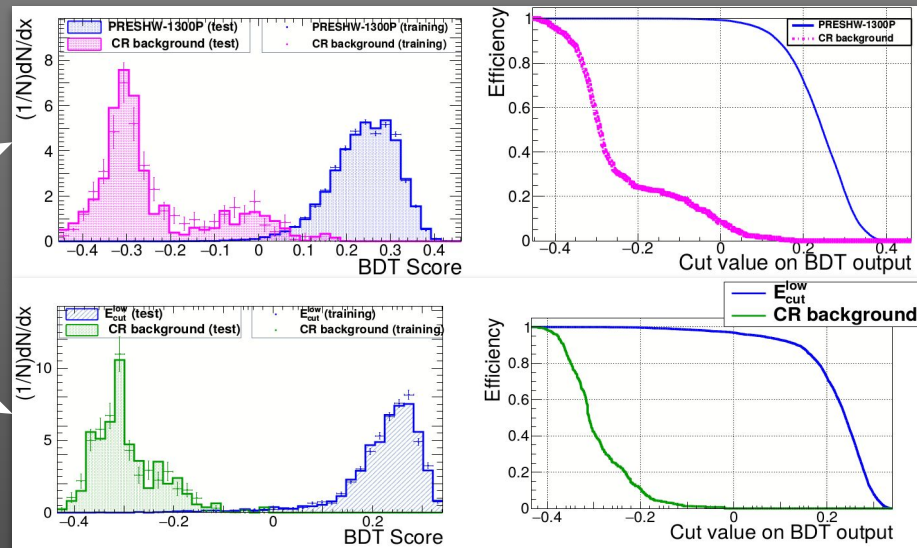 PRESHW-1300P (test)
PRESHW-1300P (training)
CR background (test)
CR background (training)
(1/N)dN/dx
8
6
4
2
0
−0.4 −0.3 −0.2 −0.1 0 0.1 0.2 0.3 0.4
BDT Score
PRESHW-1300P
CR background
Efficiency
1
0.8
0.6
0.4
0.2
0
−0.4 −0.2 0 0.2 0.4
Cut value on BDT output
E low cut (test)
E low cut (training)
CR background (test)
CR background (training)
(1/N)dN/dx
10
5
0
−0.4 −0.2 0 0.2
BDT Score
E low cut
CR background
Efficiency
1
0.8
0.6
0.4
0.2
0
−0.4 −0.2 0 0.2
Cut value on BDT output